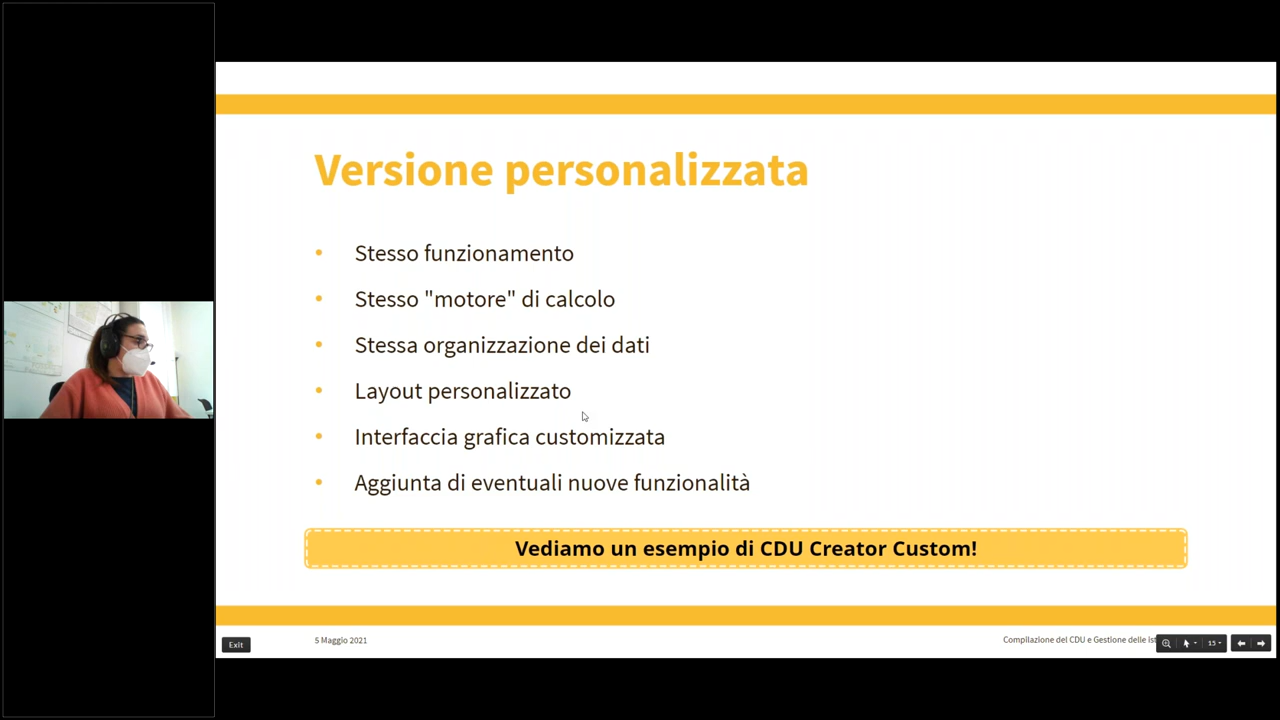 Versione personalizzata
• Stesso funzionamento
• Stesso "motore" di calcolo
• Stessa organizzazione dei dati
• Layout personalizzato
• Interfaccia grafica customizzata
• Aggiunta di eventuali nuove funzionalità
Vediamo un esempio di CDU Creator Custom!
Exit
5 Maggio 2021
Compilazione del CDU e Gestione delle
15